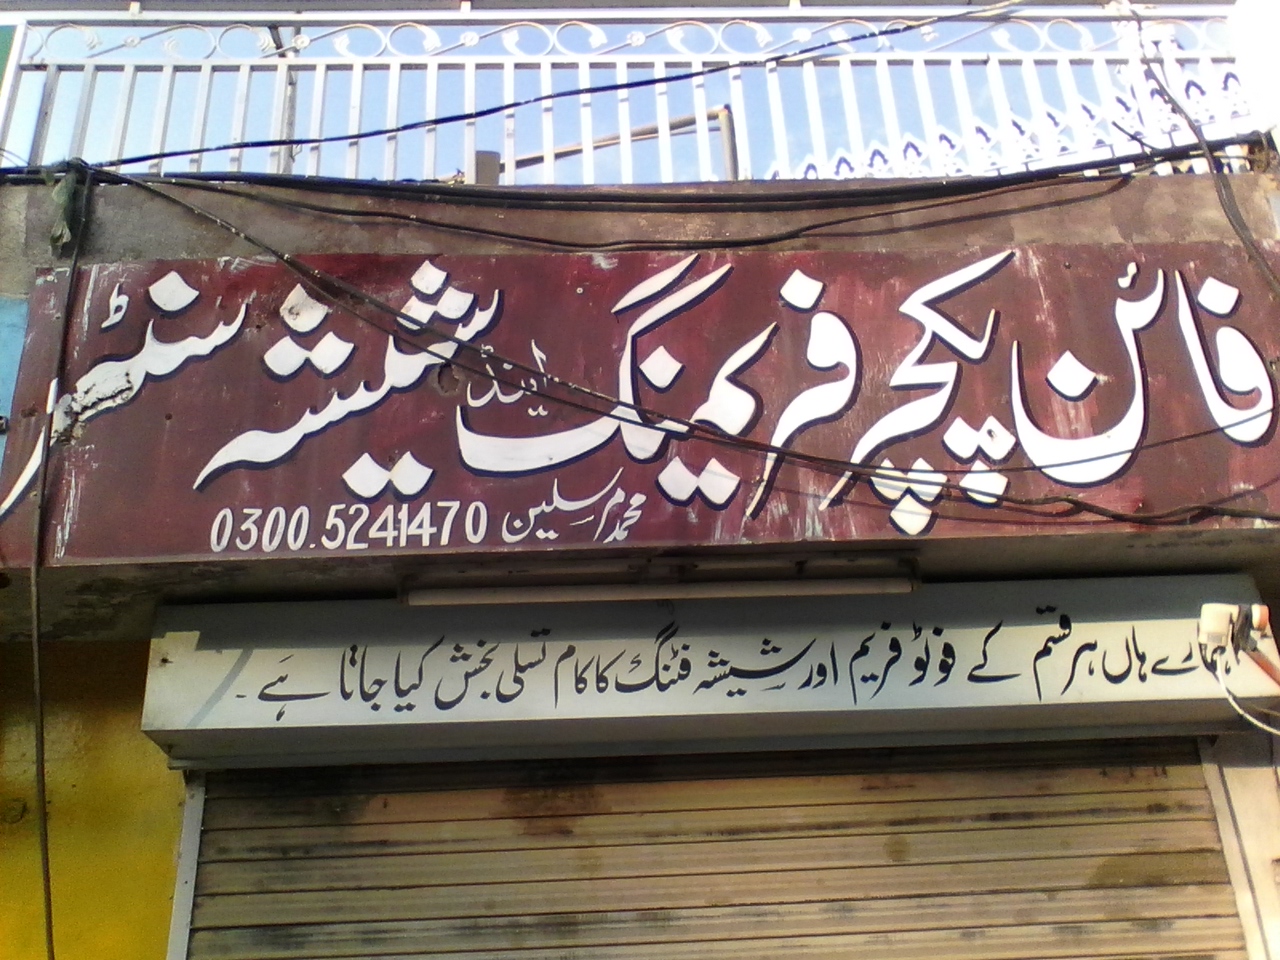 فائن پکچر فریمنگ اینڈ شیشہ سنٹر
محمد مرسلین 0300.5241470
ہمارے ہاں ہر قسم کے فوٹو فریم اور شیشہ فٹنگ کا کام تسلی بخش کیا جاتا ہے ۔